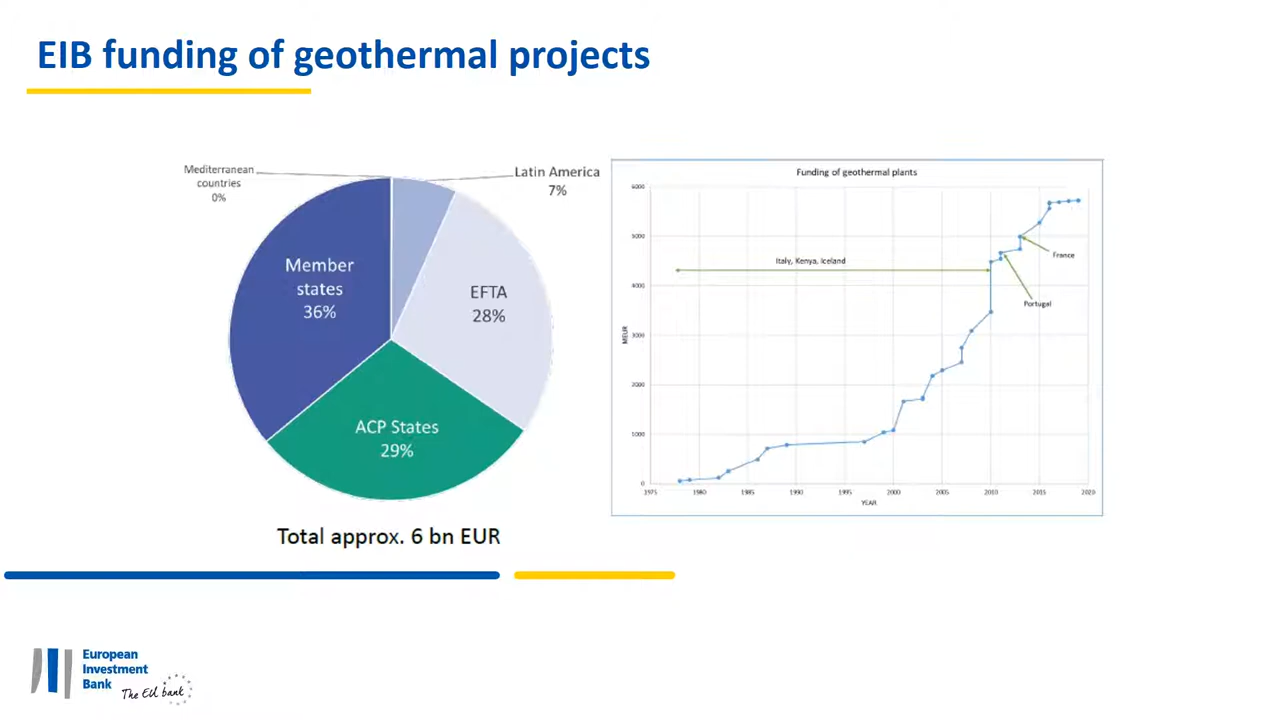 EIB funding of geothermal projects
Mediterranean
countries
0%
Latin America
7%
Member
states
36%
EFTA
28%
ACP States
29%
Total approx. 6 bn EUR
Funding of geothermal plants
6000
5000
4000
3000
2000
1000
0
MEUR
1975 1980 1985 1990 1995 2000 2005 2010 2015 2020
YEAR
Italy, Kenya, Iceland
France
Portugal
European
Investment
Bank
The EU bank